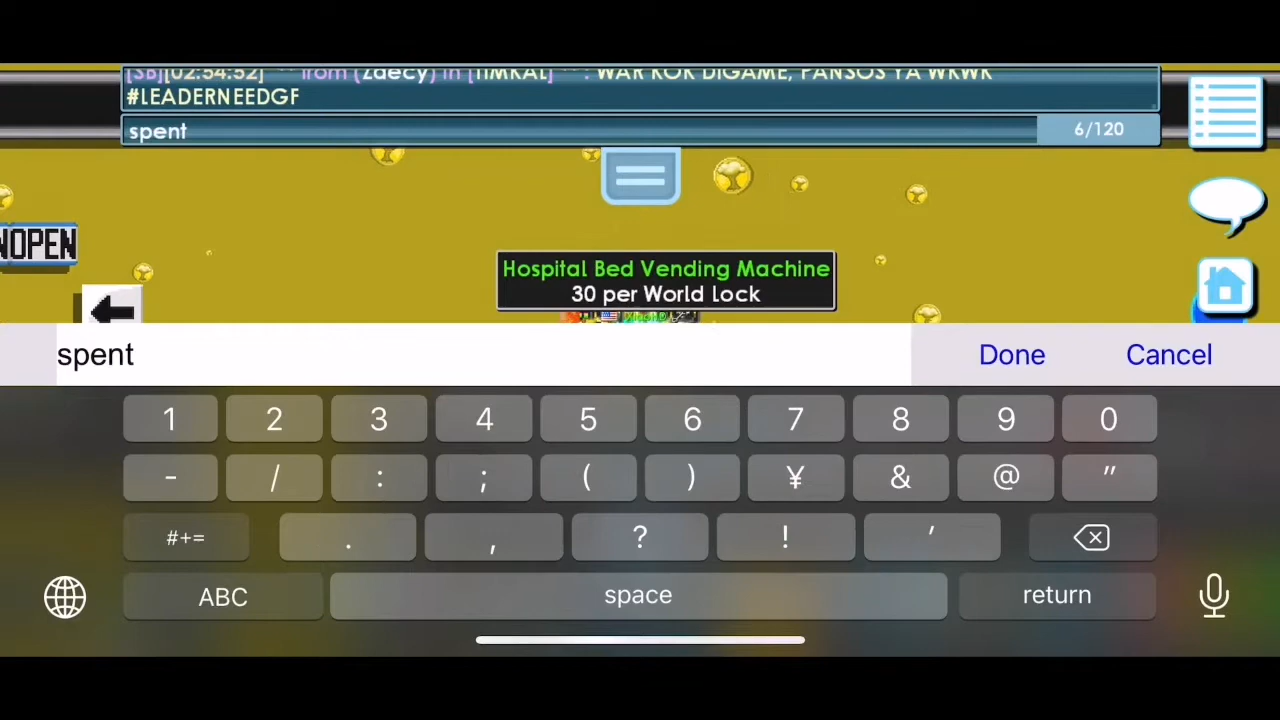 [SB][02:54:52] ** from (Zaecy) in [TIMKAL] ** : WAR KOK DIGAME, PANSOS YA WKWK
#LEADERNEEDGF
spent
6/120
NOPEN
Hospital Bed Vending Machine
30 per World Lock
spent
Done
Cancel
1 2 3 4 5 6 7 8 9 0
- / : ; ( ) ¥ & @ "
#+= . , ? ! '
ABC space return